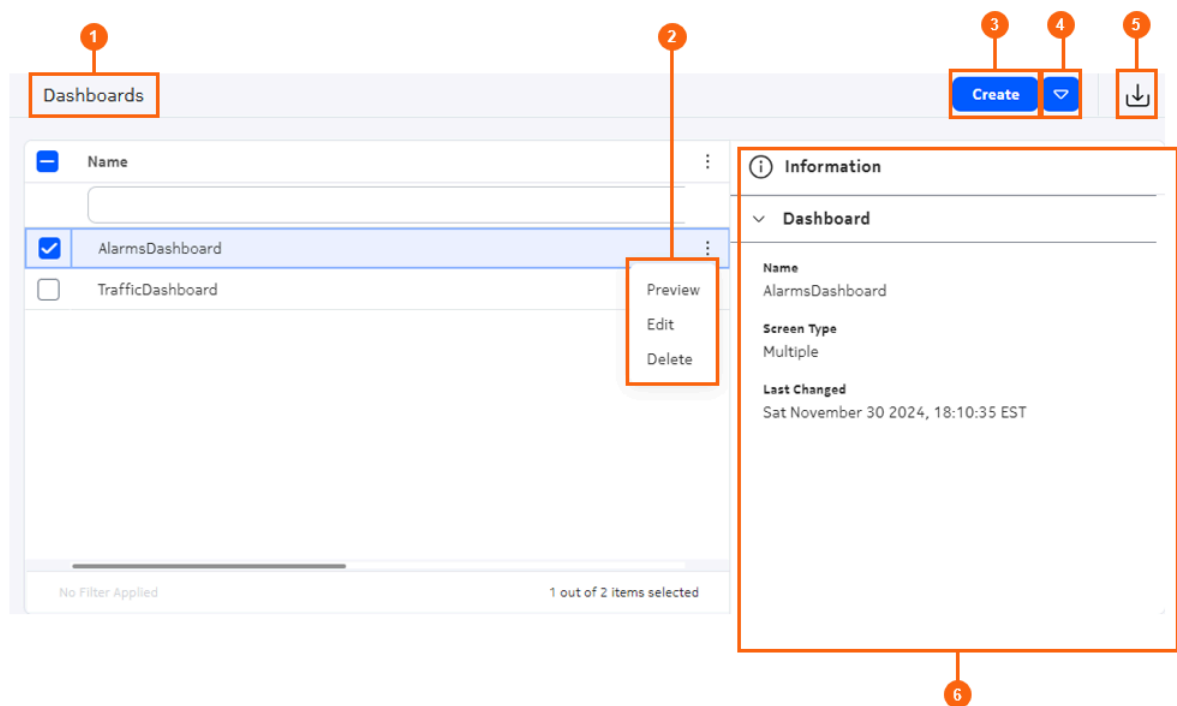 1
2
3
4
5
Dashboards
Create
Name
Information
Dashboard
AlarmsDashboard
TrafficDashboard
Preview
Edit
Delete
Name
AlarmsDashboard
Screen Type
Multiple
Last Changed
Sat November 30 2024, 18:10:35 EST
No Filter Applied
1 out of 2 items selected
6